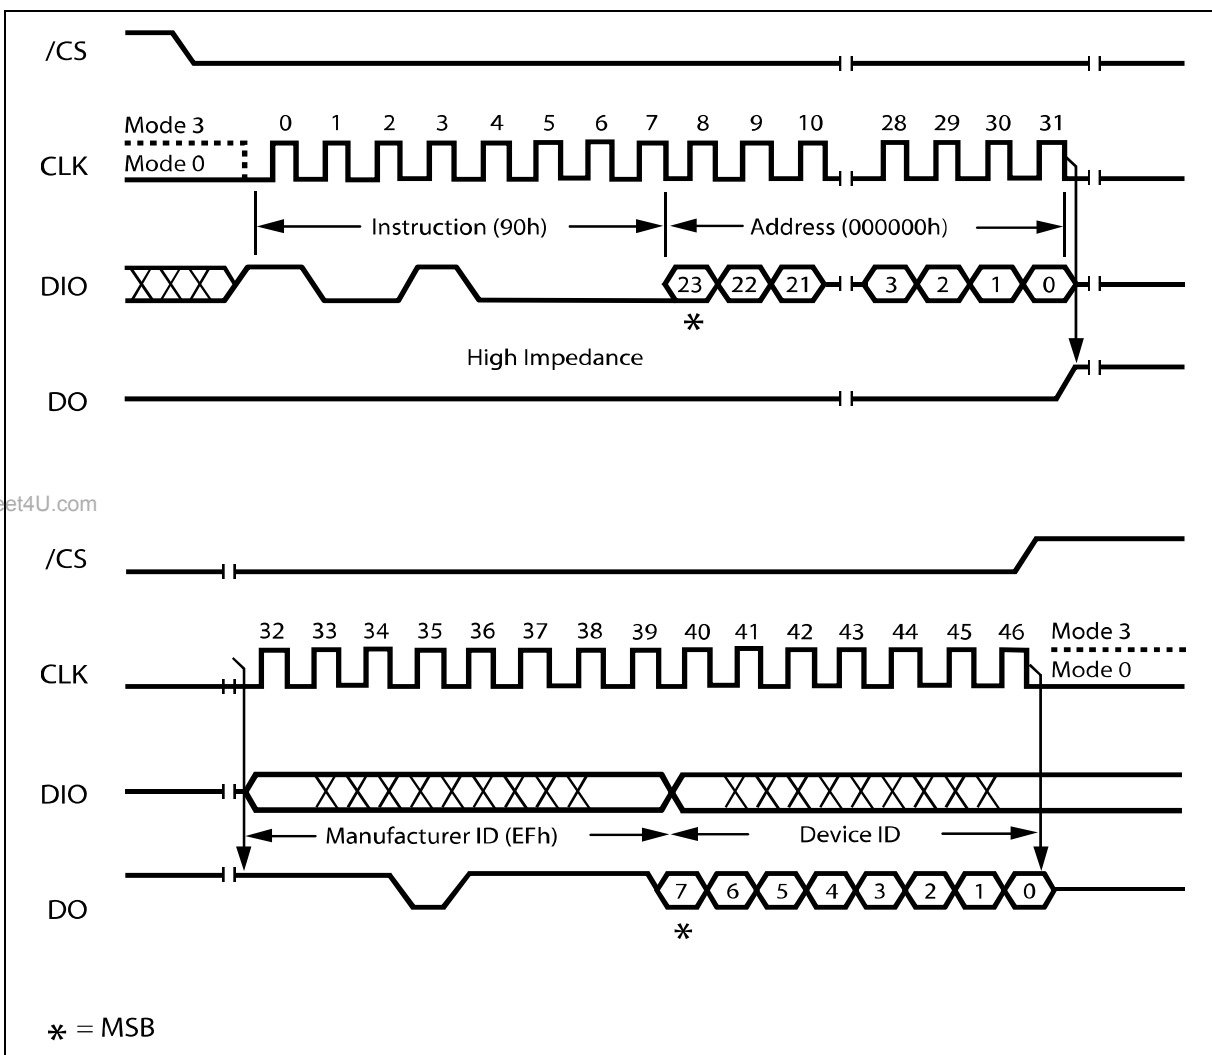 /CS
Mode 3
0 1 2 3 4 5 6 7 8 9 10 28 29 30 31
CLK
Mode 0
Instruction (90h)
Address (000000h)
DIO
23 22 21 3 2 1 0
*
High Impedance
DO
eet4U.com
/CS
32 33 34 35 36 37 38 39 40 41 42 43 44 45 46
Mode 3
CLK
Mode 0
DIO
Manufacturer ID (EFh)
Device ID
DO
7 6 5 4 3 2 1 0
*
* = MSB